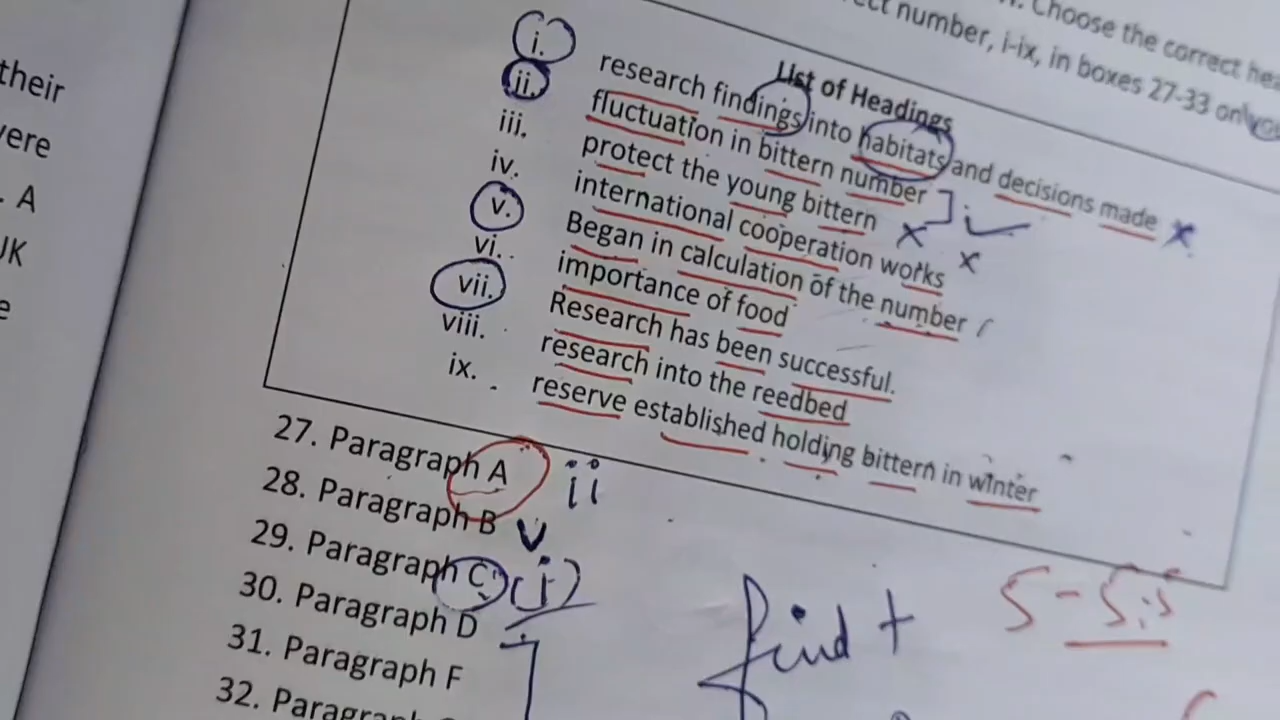 their
ere
. A
UK
e
. Choose the correct hea
ct number, i-ix, in boxes 27-33 on
List of Headings
i. research findings into habitats and decisions made x
ii. fluctuation in bittern number
iii. protect the young bittern x
iv. international cooperation works x
v. Began in calculation of the number
vi. importance of food
vii. Research has been successful.
viii. research into the reedbed
ix. reserve established holding bittern in winter
27. Paragraph A ii
28. Paragraph B v
29. Paragraph C (i)
30. Paragraph D
31. Paragraph F
32. Paragra
find +
5-5.5